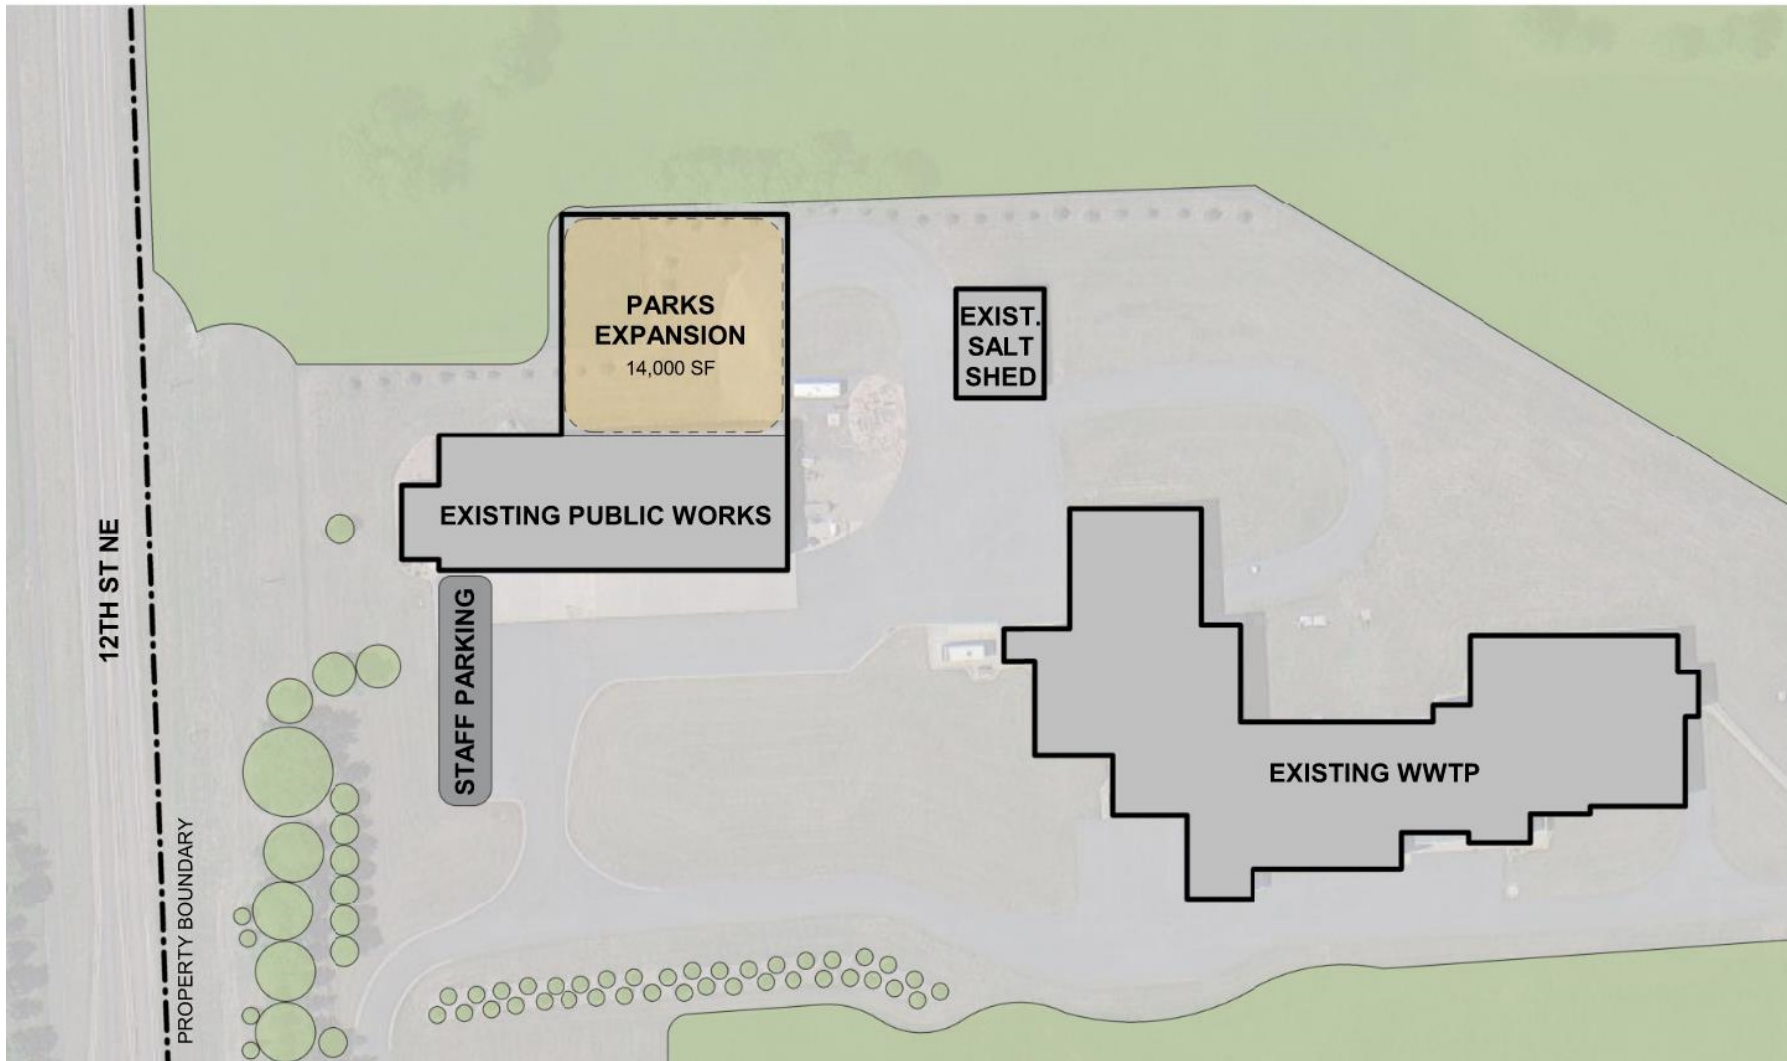 PARKS
EXPANSION
14,000 SF
EXIST.
SALT
SHED
EXISTING PUBLIC WORKS
12TH ST NE
STAFF PARKING
EXISTING WWTP
PROPERTY BOUNDARY